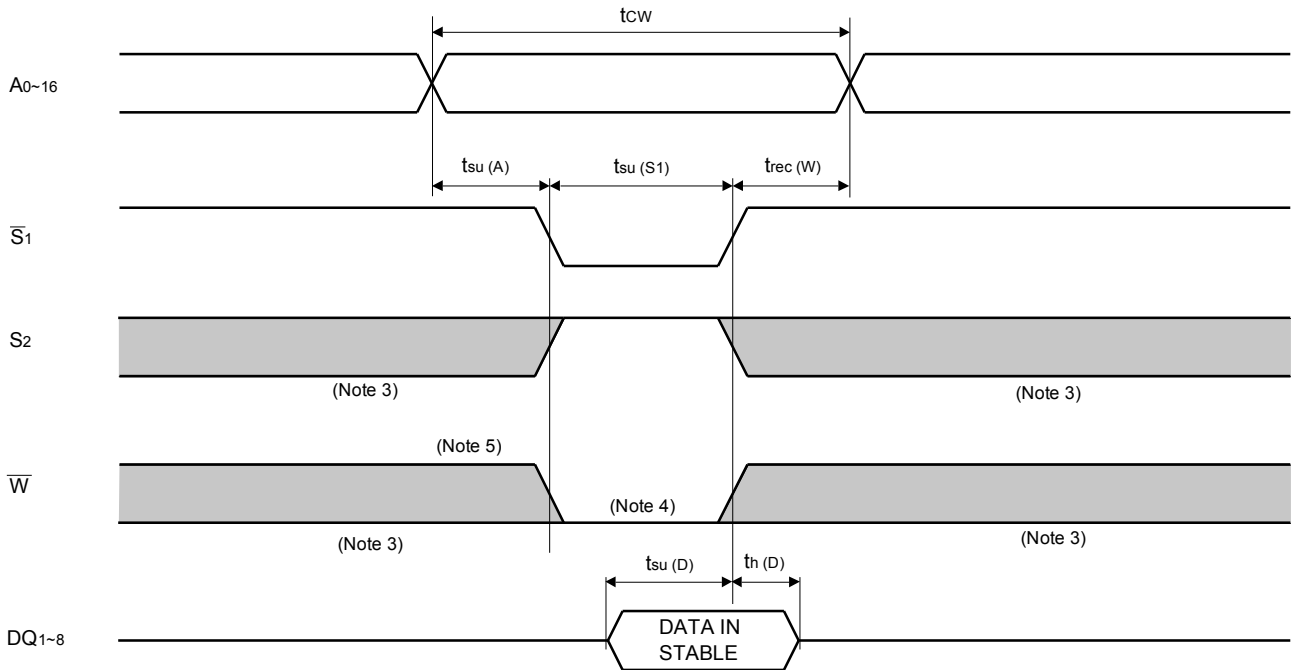 tCW
A0~16
tsu (A)
tsu (S1)
trec (W)
S̅1
S2
(Note 3)
(Note 3)
(Note 5)
W̅
(Note 4)
(Note 3)
(Note 3)
tsu (D)
th (D)
DQ1~8
DATA IN
STABLE